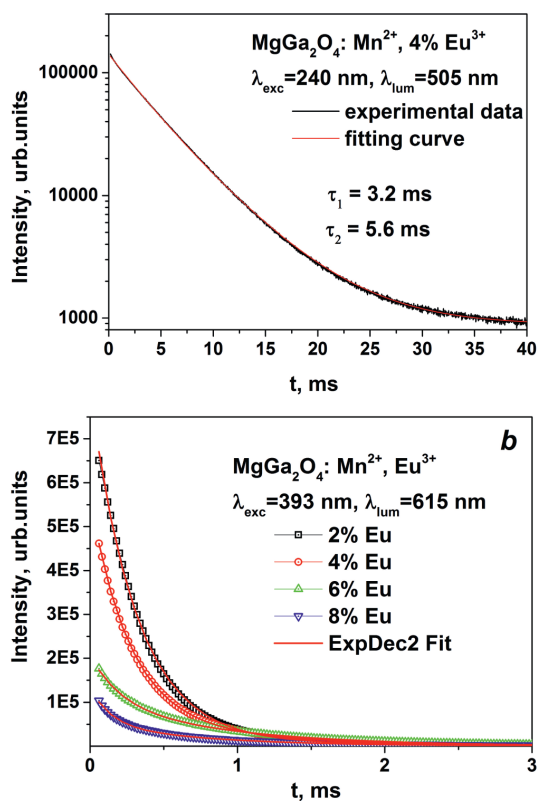 MgGa₂O₄: Mn²⁺, 4% Eu³⁺
λexc=240 nm, λlum=505 nm
experimental data
fitting curve
τ₁ = 3.2 ms
τ₂ = 5.6 ms
Intensity, urb.units
100000
10000
1000
0 5 10 15 20 25 30 35 40
t, ms
b
MgGa₂O₄: Mn²⁺, Eu³⁺
λexc=393 nm, λlum=615 nm
2% Eu
4% Eu
6% Eu
8% Eu
ExpDec2 Fit
Intensity, urb.units
7E5
6E5
5E5
4E5
3E5
2E5
1E5
0 1 2 3
t, ms